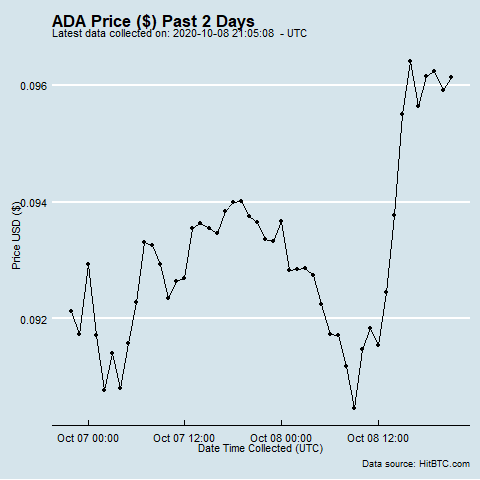 ADA Price ($) Past 2 Days
Latest data collected on: 2020-10-08 21:05:08  - UTC
0.096
0.094
0.092
Price USD ($)
Oct 07 00:00
Oct 07 12:00
Oct 08 00:00
Oct 08 12:00
Date Time Collected (UTC)
Data source: HitBTC.com